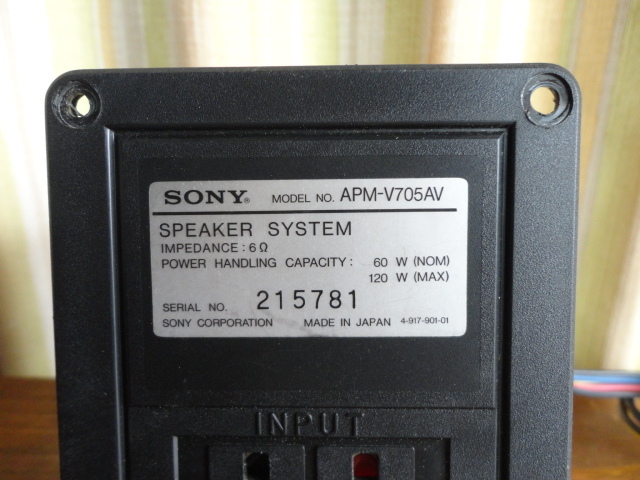 SONY® MODEL NO. APM-V705AV
SPEAKER SYSTEM
IMPEDANCE : 6 Ω
POWER HANDLING CAPACITY : 60 W (NOM)
120 W (MAX)
SERIAL NO. 215781
SONY CORPORATION MADE IN JAPAN 4-917-901-01
INPUT